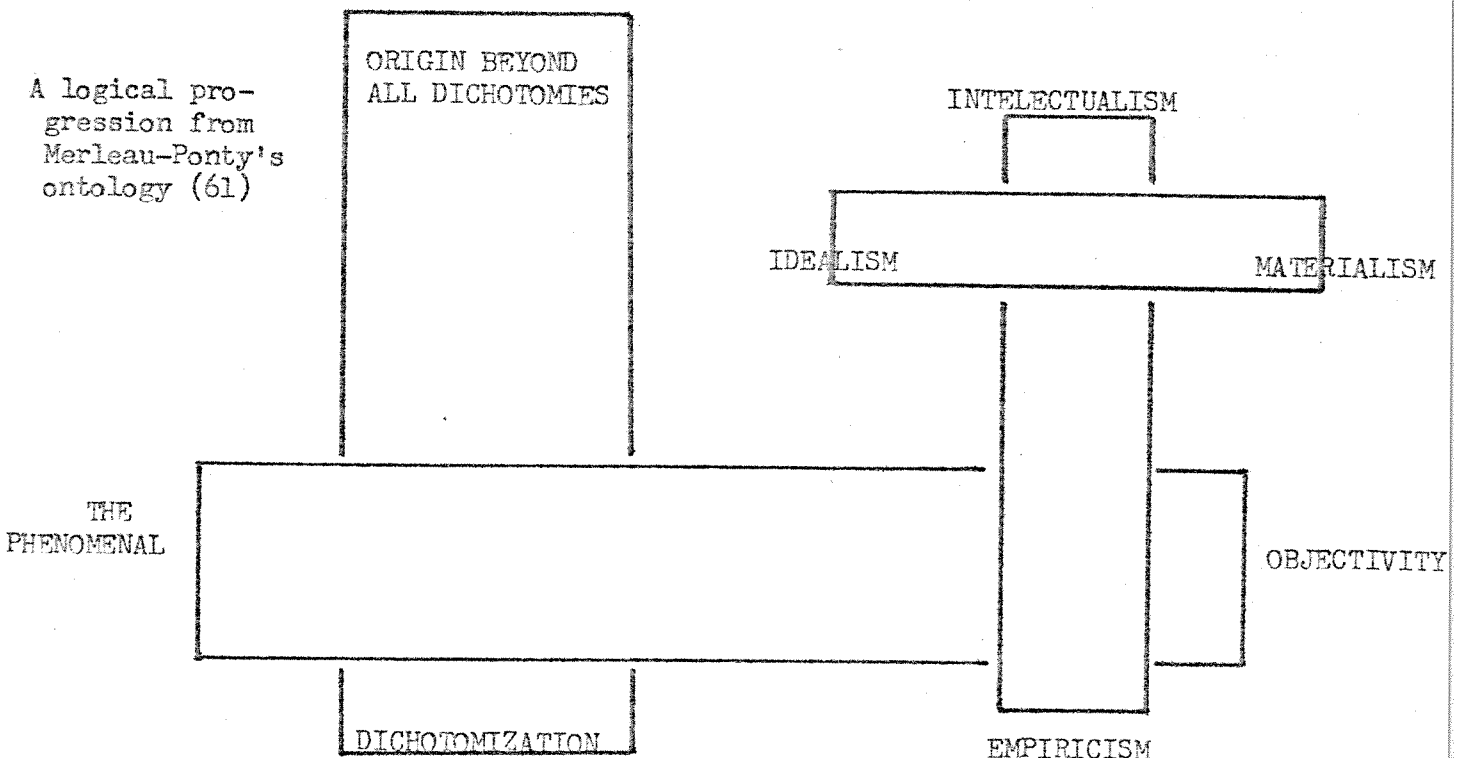 A logical pro-
gression from
Merleau-Ponty's
ontology (61)
ORIGIN BEYOND
ALL DICHOTOMIES
INTELECTUALISM
IDEALISM
MATERIALISM
THE
PHENOMENAL
OBJECTIVITY
DICHOTOMIZATION
EMPIRICISM